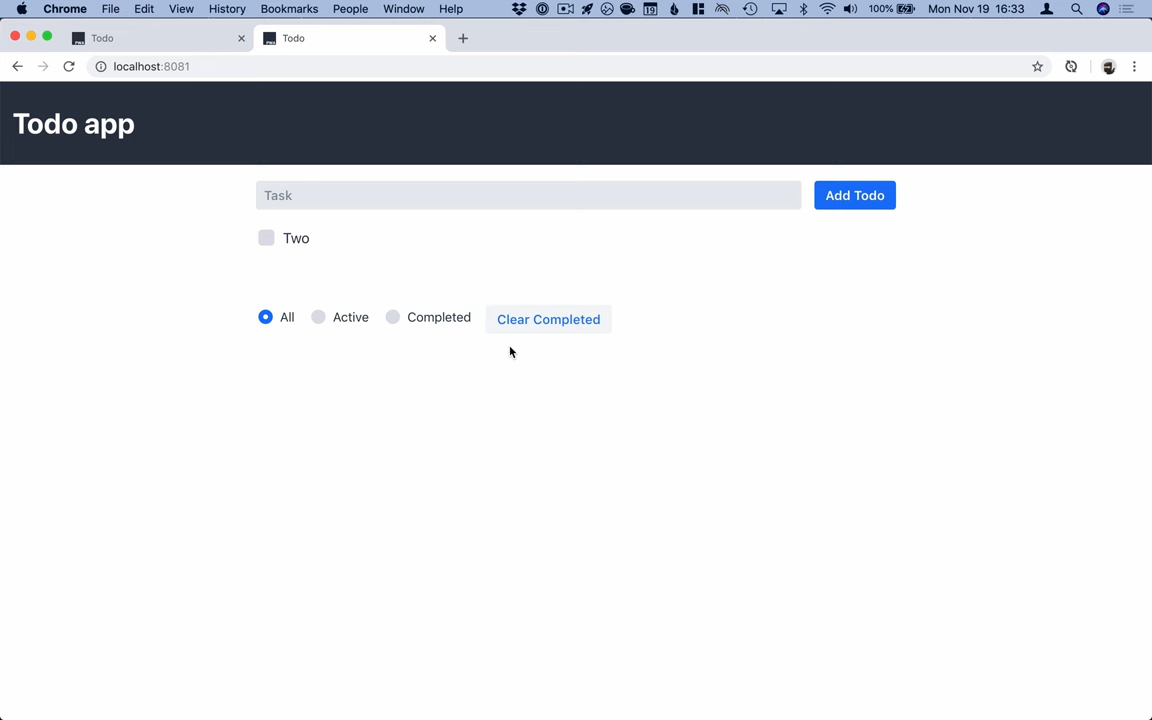 Chrome File Edit View History Bookmarks People Window Help 19 100% Mon Nov 19 16:33
Todo Todo
localhost:8081
Todo app
Task Add Todo
Two
All Active Completed Clear Completed